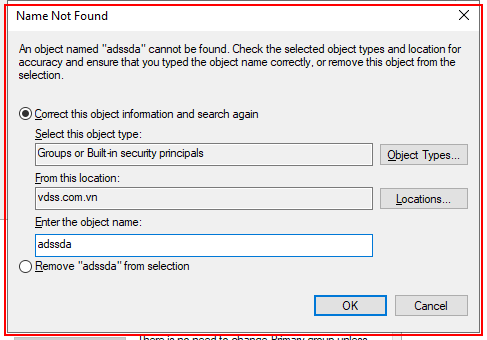 Name Not Found
An object named "adssda" cannot be found. Check the selected object types and location for
accuracy and ensure that you typed the object name correctly, or remove this object from the
selection.
Correct this object information and search again
Select this object type:
Groups or Built-in security principals
Object Types...
From this location:
vdss.com.vn
Locations...
Enter the object name:
adssda
Remove "adssda" from selection
OK
Cancel
There is no need to change Primary group unless